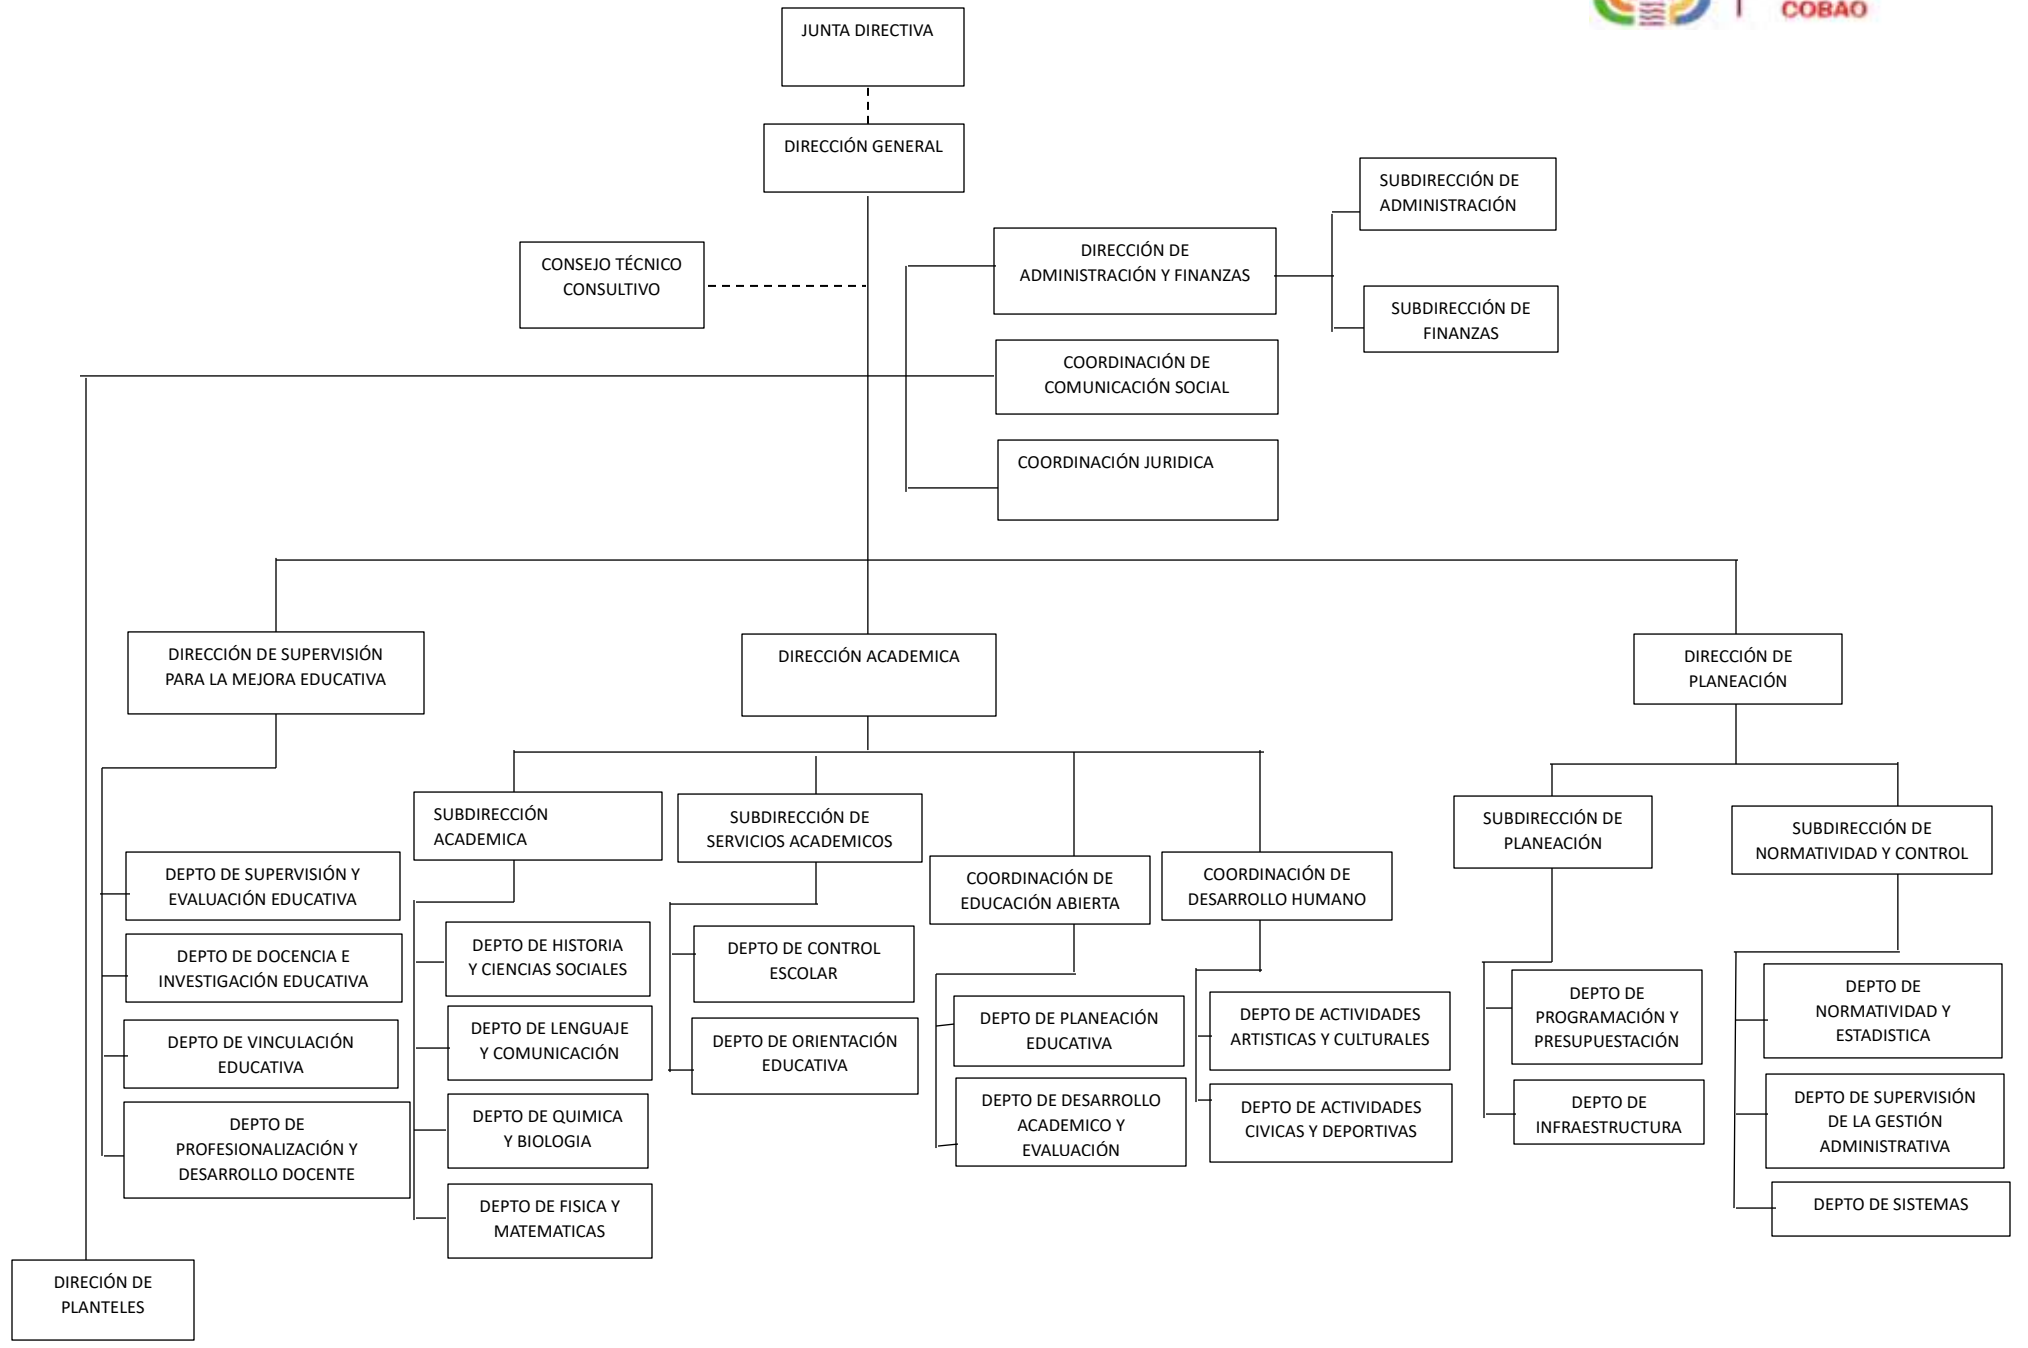 COBAO
JUNTA DIRECTIVA
DIRECCIÓN GENERAL
SUBDIRECCIÓN DE
ADMINISTRACIÓN
CONSEJO TÉCNICO
CONSULTIVO
DIRECCIÓN DE
ADMINISTRACIÓN Y FINANZAS
SUBDIRECCIÓN DE
FINANZAS
COORDINACIÓN DE
COMUNICACIÓN SOCIAL
COORDINACIÓN JURIDICA
DIRECCIÓN DE SUPERVISIÓN
PARA LA MEJORA EDUCATIVA
DIRECCIÓN ACADEMICA
DIRECCIÓN DE
PLANEACIÓN
SUBDIRECCIÓN
ACADEMICA
SUBDIRECCIÓN DE
SERVICIOS ACADEMICOS
COORDINACIÓN DE
EDUCACIÓN ABIERTA
COORDINACIÓN DE
DESARROLLO HUMANO
SUBDIRECCIÓN DE
PLANEACIÓN
SUBDIRECCIÓN DE
NORMATIVIDAD Y CONTROL
DEPTO DE SUPERVISIÓN Y
EVALUACIÓN EDUCATIVA
DEPTO DE DOCENCIA E
INVESTIGACIÓN EDUCATIVA
DEPTO DE VINCULACIÓN
EDUCATIVA
DEPTO DE
PROFESIONALIZACIÓN Y
DESARROLLO DOCENTE
DEPTO DE HISTORIA
Y CIENCIAS SOCIALES
DEPTO DE LENGUAJE
Y COMUNICACIÓN
DEPTO DE QUIMICA
Y BIOLOGIA
DEPTO DE FISICA Y
MATEMATICAS
DEPTO DE CONTROL
ESCOLAR
DEPTO DE ORIENTACIÓN
EDUCATIVA
DEPTO DE PLANEACIÓN
EDUCATIVA
DEPTO DE DESARROLLO
ACADEMICO Y
EVALUACIÓN
DEPTO DE ACTIVIDADES
ARTISTICAS Y CULTURALES
DEPTO DE ACTIVIDADES
CIVICAS Y DEPORTIVAS
DEPTO DE
PROGRAMACIÓN Y
PRESUPUESTACIÓN
DEPTO DE
INFRAESTRUCTURA
DEPTO DE
NORMATIVIDAD Y
ESTADISTICA
DEPTO DE SUPERVISIÓN
DE LA GESTIÓN
ADMINISTRATIVA
DEPTO DE SISTEMAS
DIRECIÓN DE
PLANTELES